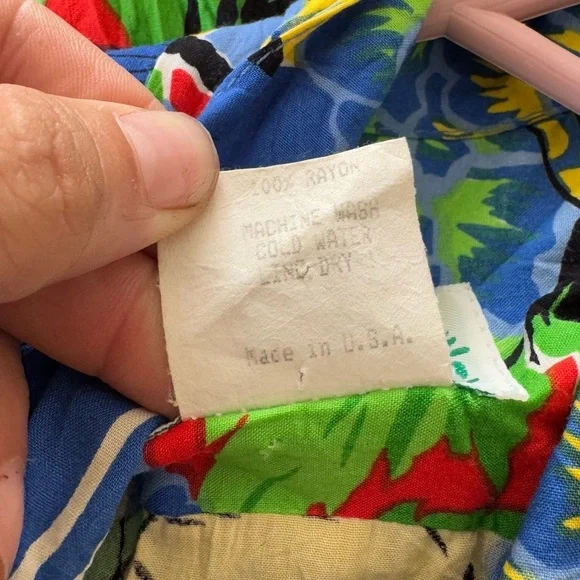 100% RAYON
MACHINE WASH
COLD WATER
LINE DRY
Made in U.S.A.